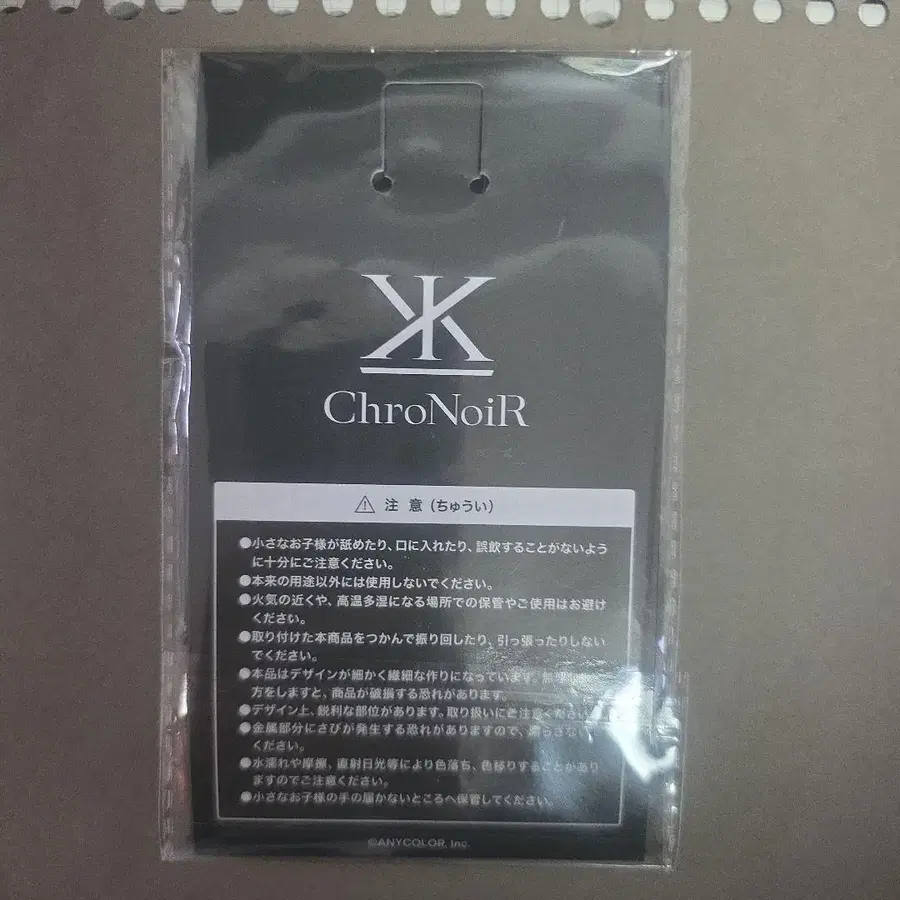 ChroNoiR
注 意 (ちゅうい)
●小さなお子様が舐めたり、口に入れたり、誤飲することがないよう
に十分にご注意ください。
●本来の用途以外には使用しないでください。
●火気の近くや、高温多湿になる場所での保管やご使用はお避け
ください。
●取り付けた本商品をつかんで振り回したり、引っ張ったりしない
でください。
●本品はデザインが細かく繊細な作りになっています。
方をしますと、商品が破損する恐れがあります。
●デザイン上、鋭利な部位があります。取り扱いにご注意ください
●金属部分にさびが発生する恐れがありますので、濡らさない
ください。
●水濡れや摩擦、直射日光等により色落ち、色移りすることがあり
ますのでご注意ください。
●小さなお子様の手の届かないところへ保管してください。
©ANYCOLOR, Inc.